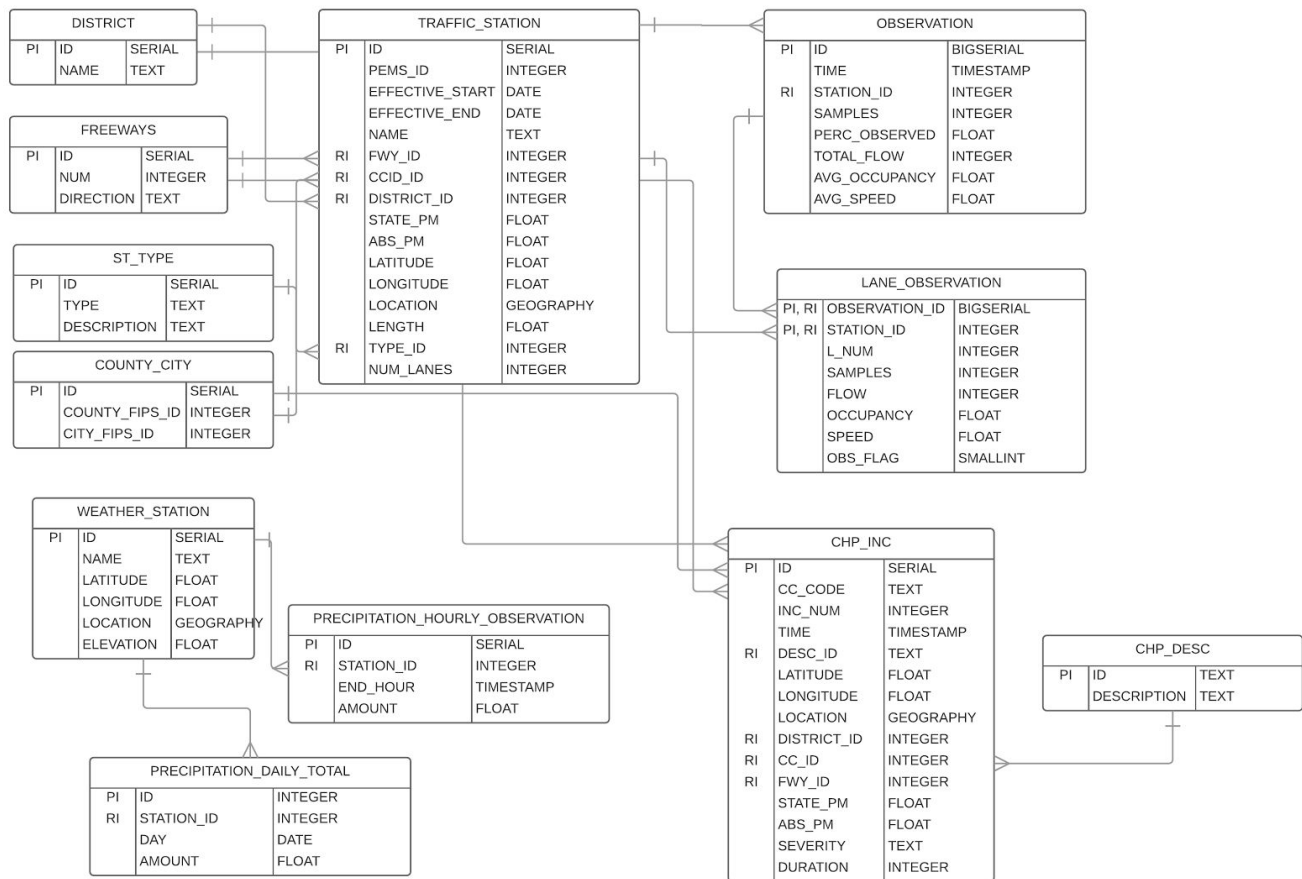 DISTRICT
PI ID SERIAL
NAME TEXT
FREEWAYS
PI ID SERIAL
NUM INTEGER
DIRECTION TEXT
ST_TYPE
PI ID SERIAL
TYPE TEXT
DESCRIPTION TEXT
COUNTY_CITY
PI ID SERIAL
COUNTY_FIPS_ID INTEGER
CITY_FIPS_ID INTEGER
TRAFFIC_STATION
PI ID SERIAL
PEMS_ID INTEGER
EFFECTIVE_START DATE
EFFECTIVE_END DATE
NAME TEXT
RI FWY_ID INTEGER
RI CCID_ID INTEGER
RI DISTRICT_ID INTEGER
STATE_PM FLOAT
ABS_PM FLOAT
LATITUDE FLOAT
LONGITUDE FLOAT
LOCATION GEOGRAPHY
LENGTH FLOAT
RI TYPE_ID INTEGER
NUM_LANES INTEGER
OBSERVATION
PI ID BIGSERIAL
TIME TIMESTAMP
RI STATION_ID INTEGER
SAMPLES INTEGER
PERC_OBSERVED FLOAT
TOTAL_FLOW INTEGER
AVG_OCCUPANCY FLOAT
AVG_SPEED FLOAT
LANE_OBSERVATION
PI, RI OBSERVATION_ID BIGSERIAL
PI, RI STATION_ID INTEGER
L_NUM INTEGER
SAMPLES INTEGER
FLOW INTEGER
OCCUPANCY FLOAT
SPEED FLOAT
OBS_FLAG SMALLINT
WEATHER_STATION
PI ID SERIAL
NAME TEXT
LATITUDE FLOAT
LONGITUDE FLOAT
LOCATION GEOGRAPHY
ELEVATION FLOAT
PRECIPITATION_HOURLY_OBSERVATION
PI ID SERIAL
RI STATION_ID INTEGER
END_HOUR TIMESTAMP
AMOUNT FLOAT
PRECIPITATION_DAILY_TOTAL
PI ID INTEGER
RI STATION_ID INTEGER
DAY DATE
AMOUNT FLOAT
CHP_INC
PI ID SERIAL
CC_CODE TEXT
INC_NUM INTEGER
TIME TIMESTAMP
RI DESC_ID TEXT
LATITUDE FLOAT
LONGITUDE FLOAT
LOCATION GEOGRAPHY
RI DISTRICT_ID INTEGER
RI CC_ID INTEGER
RI FWY_ID INTEGER
STATE_PM FLOAT
ABS_PM FLOAT
SEVERITY TEXT
DURATION INTEGER
CHP_DESC
PI ID TEXT
DESCRIPTION TEXT